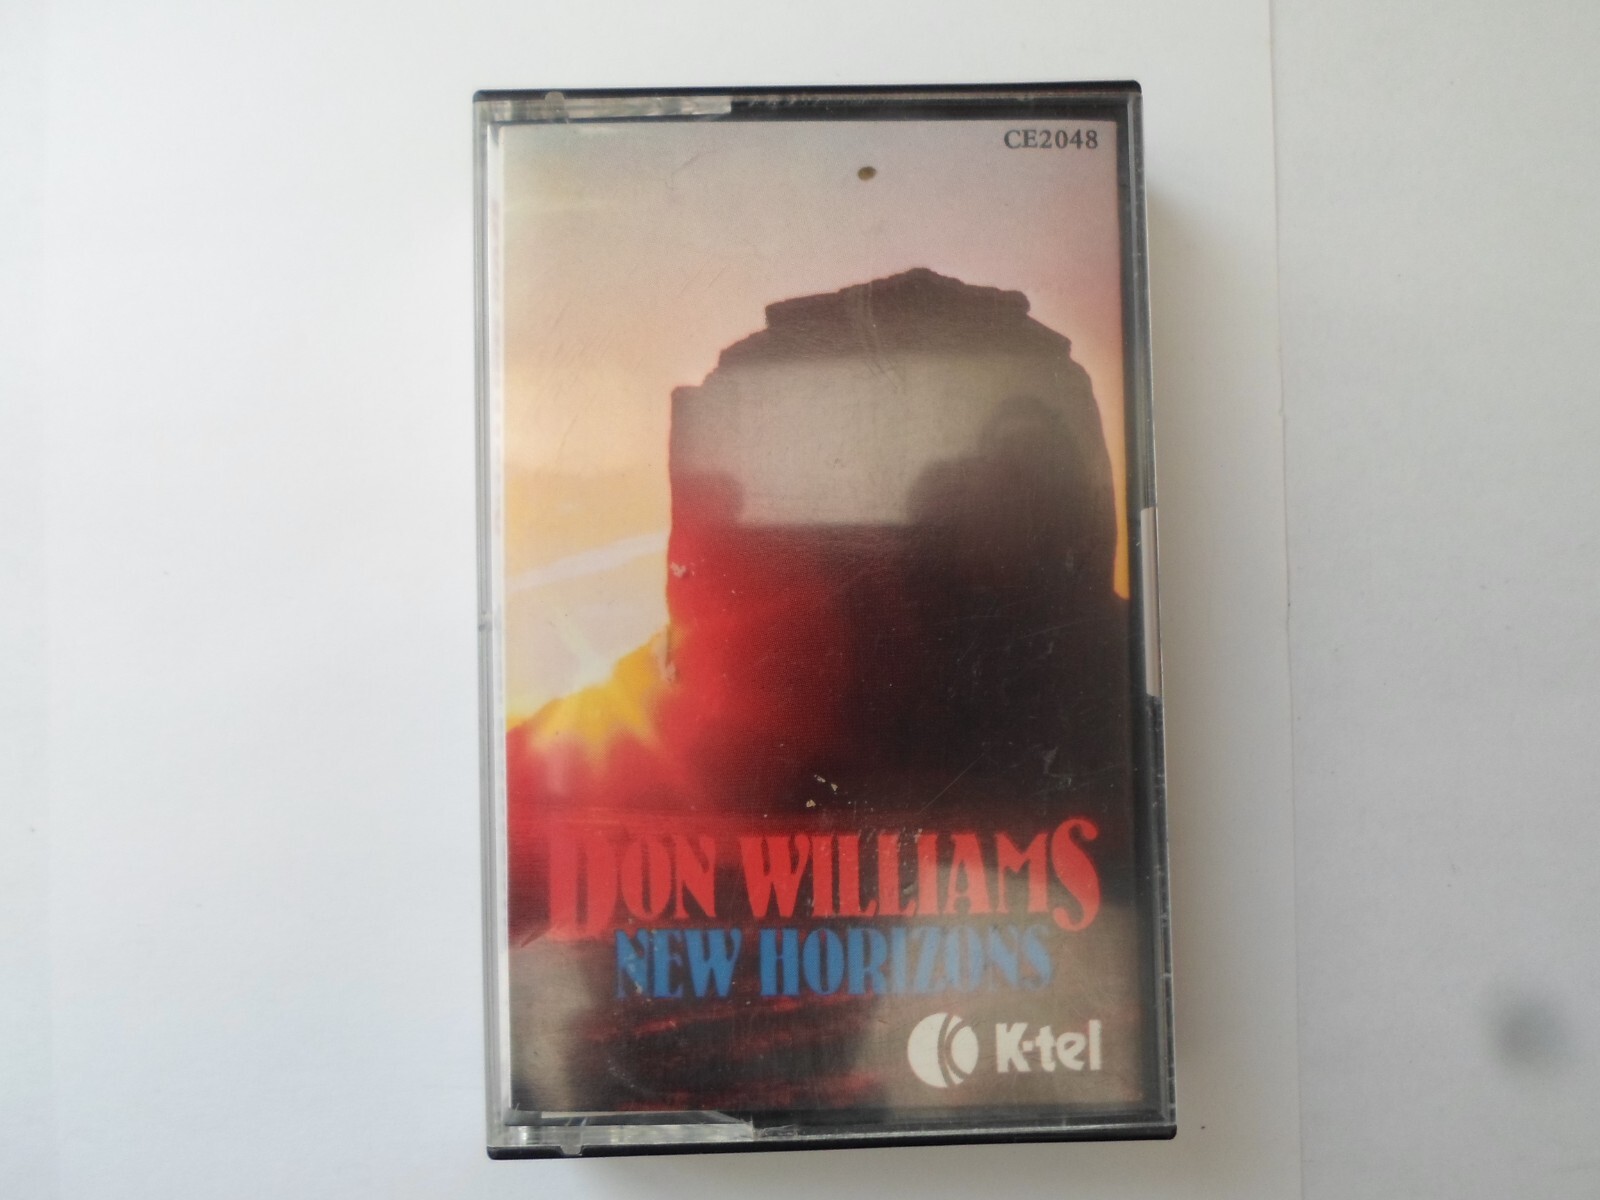 CE2048
DON WILLIAMS
NEW HORIZONS
K-tel